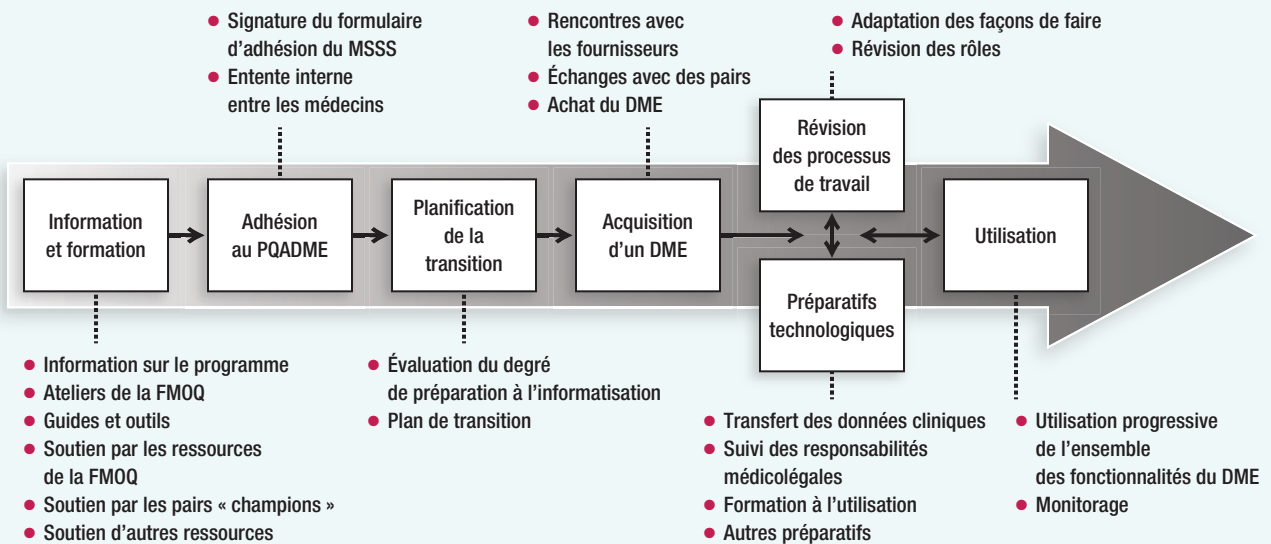 ● Signature du formulaire
d’adhésion du MSSS
● Entente interne
entre les médecins
● Rencontres avec
les fournisseurs
● Échanges avec des pairs
● Achat du DME
● Adaptation des façons de faire
● Révision des rôles
Information
et formation
Adhésion
au PQADME
Planification
de la
transition
Acquisition
d’un DME
Révision
des processus
de travail
Préparatifs
technologiques
Utilisation
● Information sur le programme
● Ateliers de la FMOQ
● Guides et outils
● Soutien par les ressources
de la FMOQ
● Soutien par les pairs « champions »
● Soutien d’autres ressources
● Évaluation du degré
de préparation à l’informatisation
● Plan de transition
● Transfert des données cliniques
● Suivi des responsabilités
médicolégales
● Formation à l’utilisation
● Autres préparatifs
● Utilisation progressive
de l’ensemble
des fonctionnalités du DME
● Monitorage